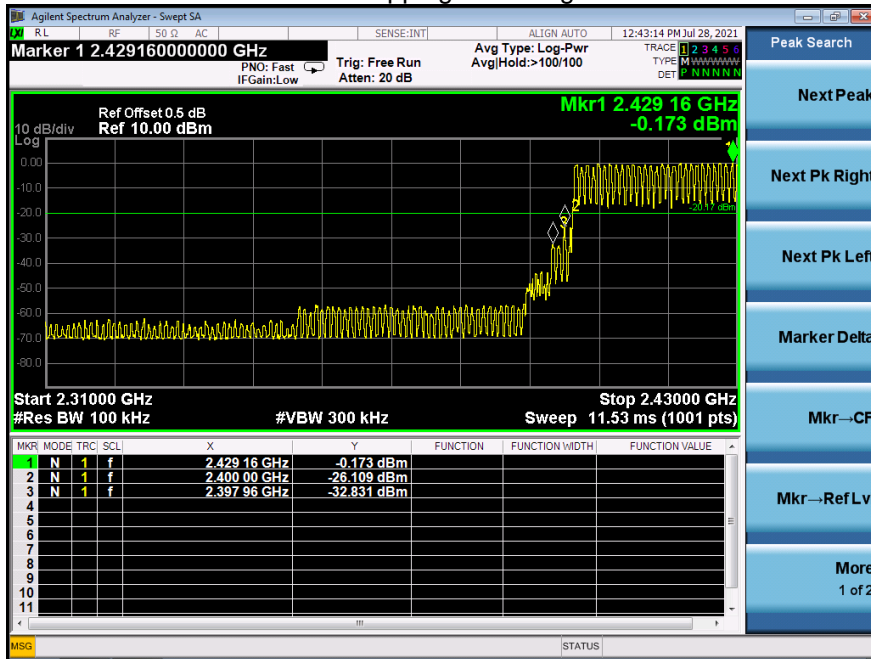 Agilent Spectrum Analyzer - Swept SA
LXI RL RF 50 Ω AC SENSE:INT ALIGN AUTO 12:43:14 PM Jul 28, 2021
Marker 1 2.429160000000 GHz
PNO: Fast
IFGain:Low
Trig: Free Run
Atten: 20 dB
Avg Type: Log-Pwr
Avg|Hold:>100/100
TRACE 1 2 3 4 5 6
TYPE M WWWWW
DET P N N N N N
Peak Search
Next Peak
Next Pk Right
Next Pk Left
Marker Delta
Mkr→CF
Mkr→Ref Lv
More
1 of 2
Mkr1 2.429 16 GHz
-0.173 dBm
Ref Offset 0.5 dB
10 dB/div Ref 10.00 dBm
Log
1
0.00
-10.0
-20.0
-30.0
-40.0
-50.0
-60.0
-70.0
-80.0
2
3
-20.17 dBm
Start 2.31000 GHz Stop 2.43000 GHz
#Res BW 100 kHz #VBW 300 kHz Sweep 11.53 ms (1001 pts)
MKR MODE TRC SCL X Y FUNCTION FUNCTION WIDTH FUNCTION VALUE
1 N 1 f 2.429 16 GHz -0.173 dBm
2 N 1 f 2.400 00 GHz -26.109 dBm
3 N 1 f 2.397 96 GHz -32.831 dBm
4
5
6
7
8
9
10
11
MSG STATUS